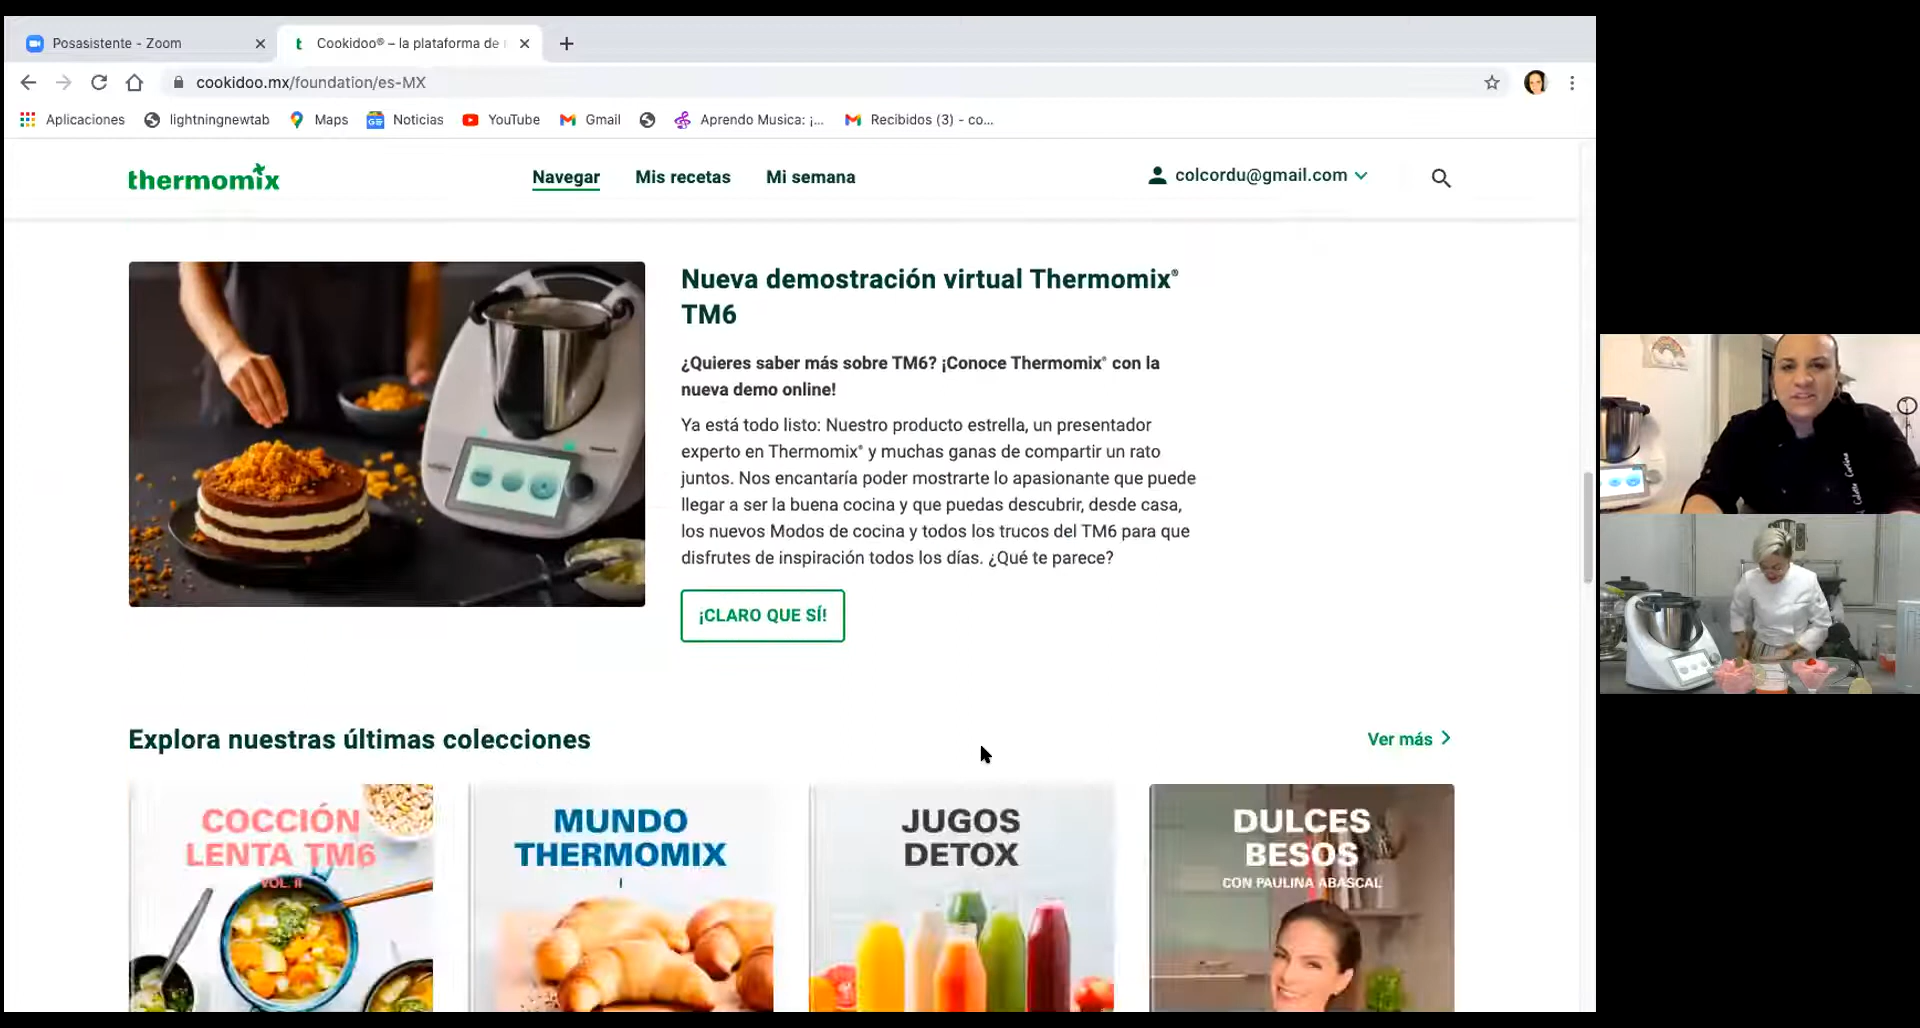 Posasistente - Zoom
Cookidoo® – la plataforma de
cookidoo.mx/foundation/es-MX
Aplicaciones
lightningnewtab
Maps
Noticias
YouTube
Gmail
Aprendo Musica: ¡...
Recibidos (3) - co...
thermomix
Navegar
Mis recetas
Mi semana
colcordu@gmail.com
Nueva demostración virtual Thermomix®
TM6
¿Quieres saber más sobre TM6? ¡Conoce Thermomix® con la
nueva demo online!
Ya está todo listo: Nuestro producto estrella, un presentador
experto en Thermomix® y muchas ganas de compartir un rato
juntos. Nos encantaría poder mostrarte lo apasionante que puede
llegar a ser la buena cocina y que puedas descubrir, desde casa,
los nuevos Modos de cocina y todos los trucos del TM6 para que
disfrutes de inspiración todos los días. ¿Qué te parece?
¡CLARO QUE SÍ!
Explora nuestras últimas colecciones
Ver más
COCCIÓN
LENTA TM6
VOL. II
MUNDO
THERMOMIX
I
JUGOS
DETOX
DULCES
BESOS
CON PAULINA ABASCAL